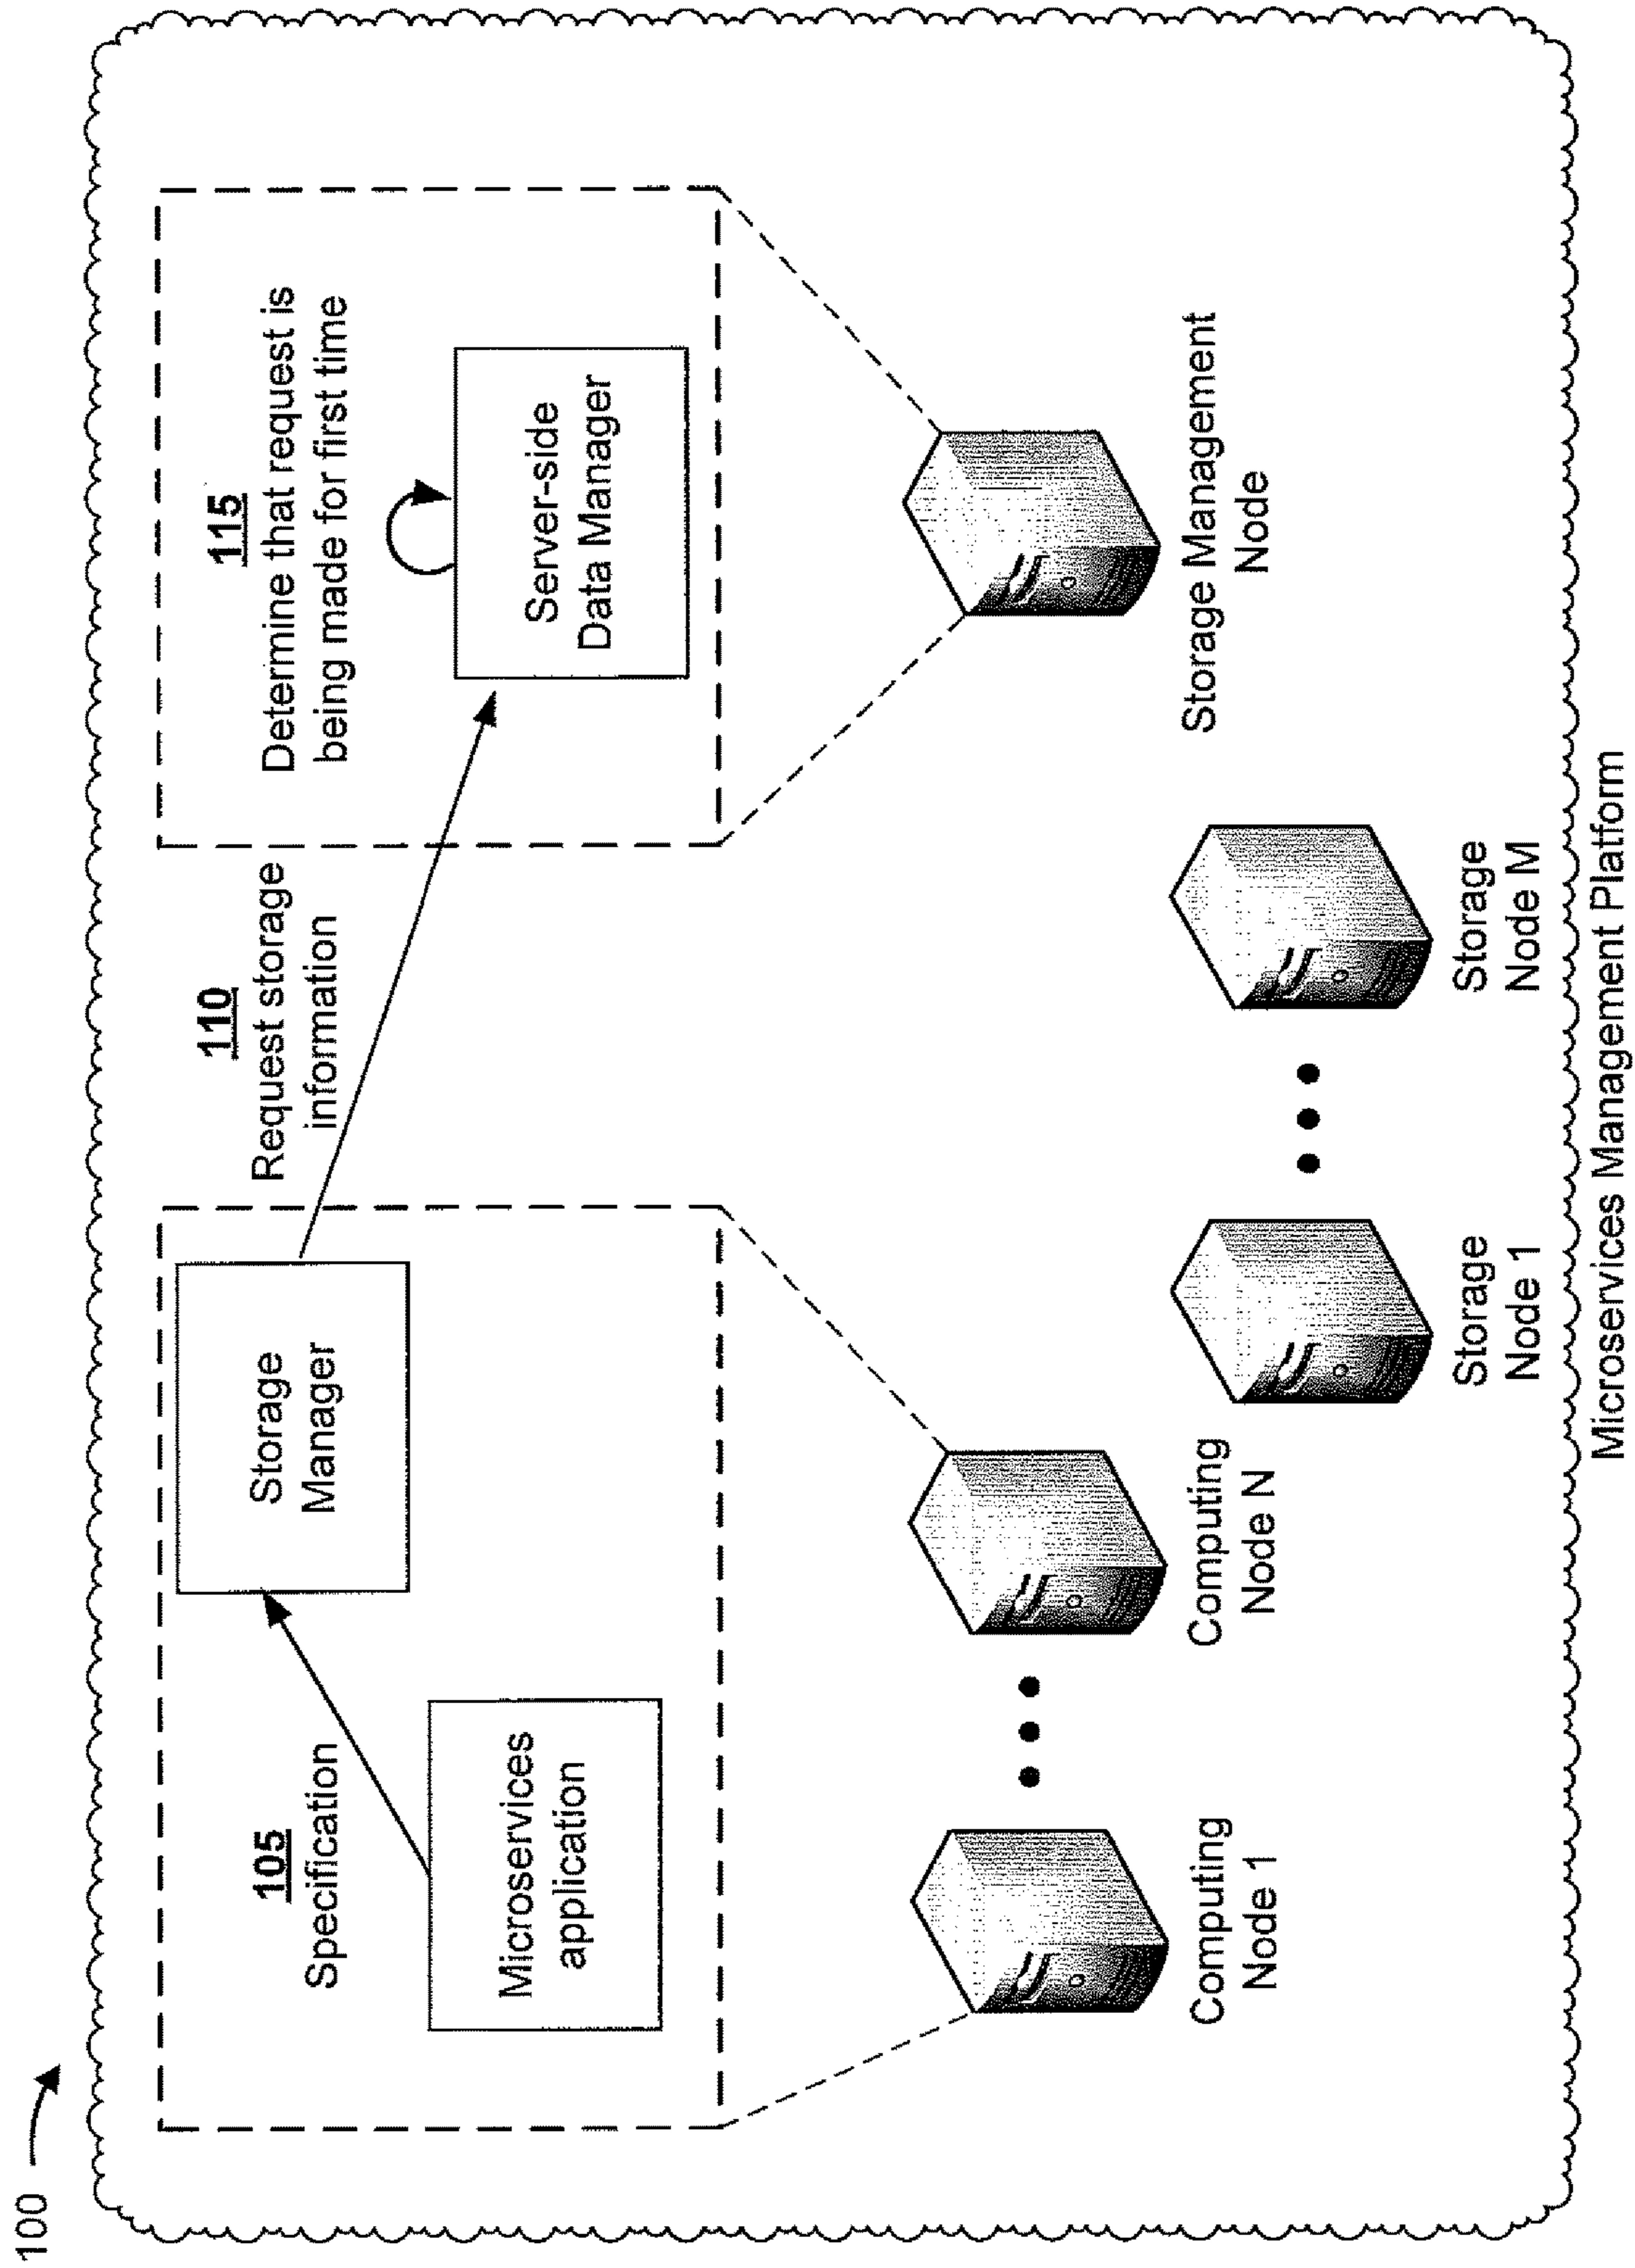 100
105
Specification
Microservices
application
Storage
Manager
110
Request storage
information
115
Determine that request is
being made for first time
Server-side
Data Manager
Computing
Node 1
Computing
Node N
Storage
Node 1
Storage
Node M
Storage Management
Node
Microservices Management Platform